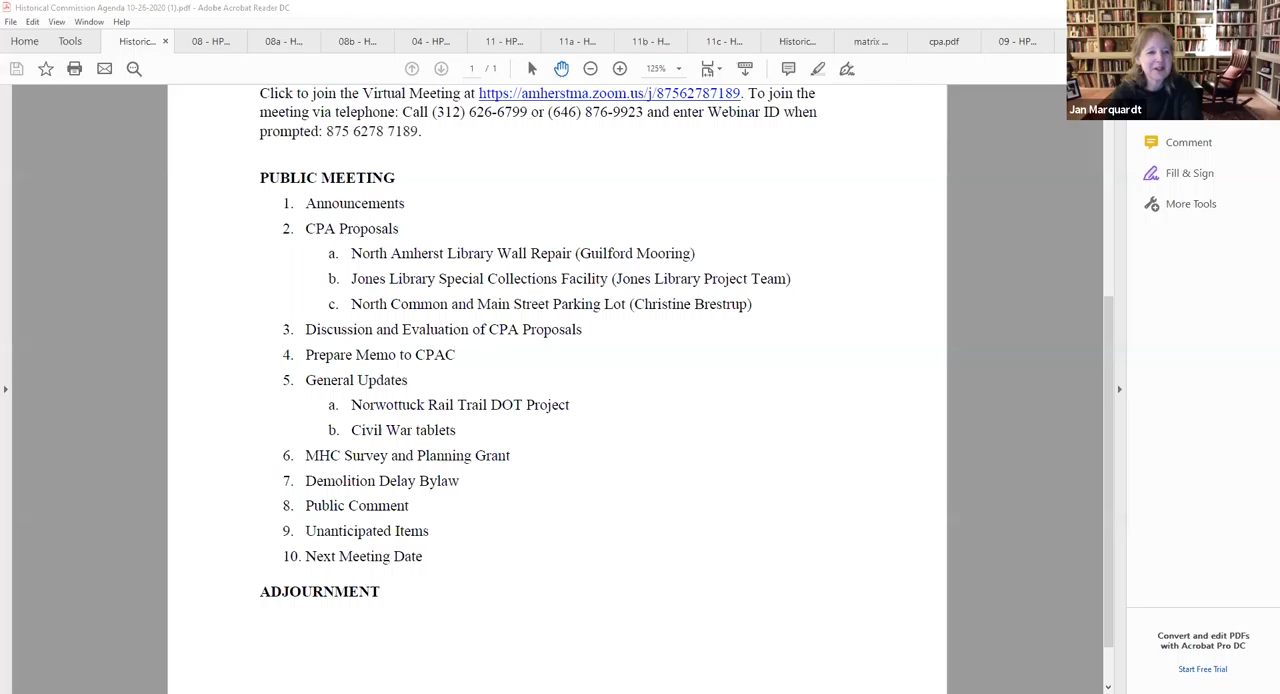 Historical Commission Agenda 10-26-2020 (1).pdf - Adobe Acrobat Reader DC
File Edit View Window Help
Home Tools Historic... × 08 - HP... 08a - H... 08b - H... 04 - HP... 11 - HP... 11a - H... 11b - H... 11c - H... Historic... matrix ... cpa.pdf 09 - HP...
1 / 1 125%
Jan Marquardt
Comment
Fill & Sign
More Tools
Click to join the Virtual Meeting at https://amherstma.zoom.us/j/87562787189. To join the
meeting via telephone: Call (312) 626-6799 or (646) 876-9923 and enter Webinar ID when
prompted: 875 6278 7189.
PUBLIC MEETING
1. Announcements
2. CPA Proposals
a. North Amherst Library Wall Repair (Guilford Mooring)
b. Jones Library Special Collections Facility (Jones Library Project Team)
c. North Common and Main Street Parking Lot (Christine Brestrup)
3. Discussion and Evaluation of CPA Proposals
4. Prepare Memo to CPAC
5. General Updates
a. Norwottuck Rail Trail DOT Project
b. Civil War tablets
6. MHC Survey and Planning Grant
7. Demolition Delay Bylaw
8. Public Comment
9. Unanticipated Items
10. Next Meeting Date
ADJOURNMENT
Convert and edit PDFs
with Acrobat Pro DC
Start Free Trial